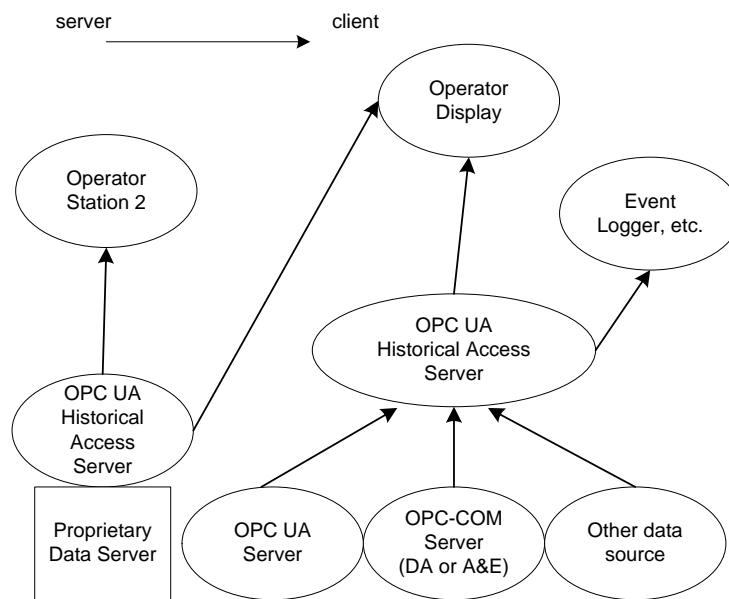 server
client
Operator
Display
Operator
Station 2
Event
Logger, etc.
OPC UA
Historical Access
Server
OPC UA
Historical
Access
Server
Proprietary
Data Server
OPC UA
Server
OPC-COM
Server
(DA or A&E)
Other data
source